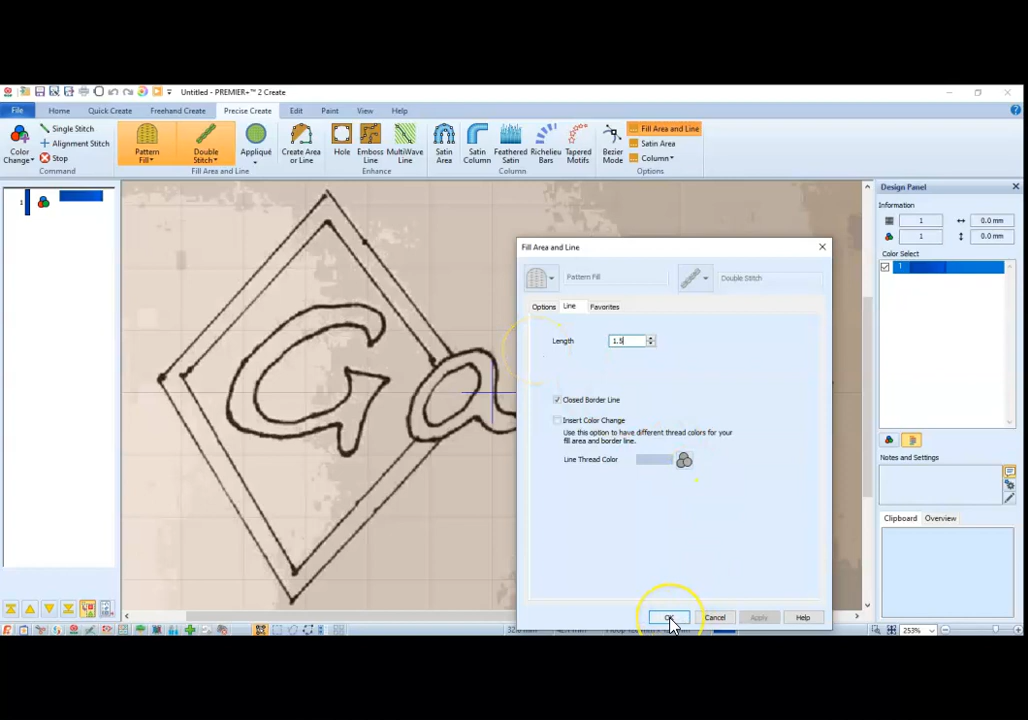 Untitled - PREMIER+™ 2 Create
File Home Quick Create Freehand Create Precise Create Edit Paint View Help
Color Change
Single Stitch
Alignment Stitch
Stop
Command
Pattern Fill
Double Stitch
Appliqué
Fill Area and Line
Create Area or Line
Hole
Emboss Line
MultiWave Line
Enhance
Satin Area
Satin Column
Feathered Satin
Richelieu Bars
Tapered Motifs
Column
Bezier Mode
Fill Area and Line
Satin Area
Column
Options
1
Ga
Fill Area and Line
Pattern Fill
Double Stitch
Options Line Favorites
Length 1.5
Closed Border Line
Insert Color Change
Use this option to have different thread colors for your
fill area and border line.
Line Thread Color
OK Cancel Apply Help
Design Panel
Information
1 0.0 mm
1 0.0 mm
Color Select
1
Notes and Settings
Clipboard Overview
253%